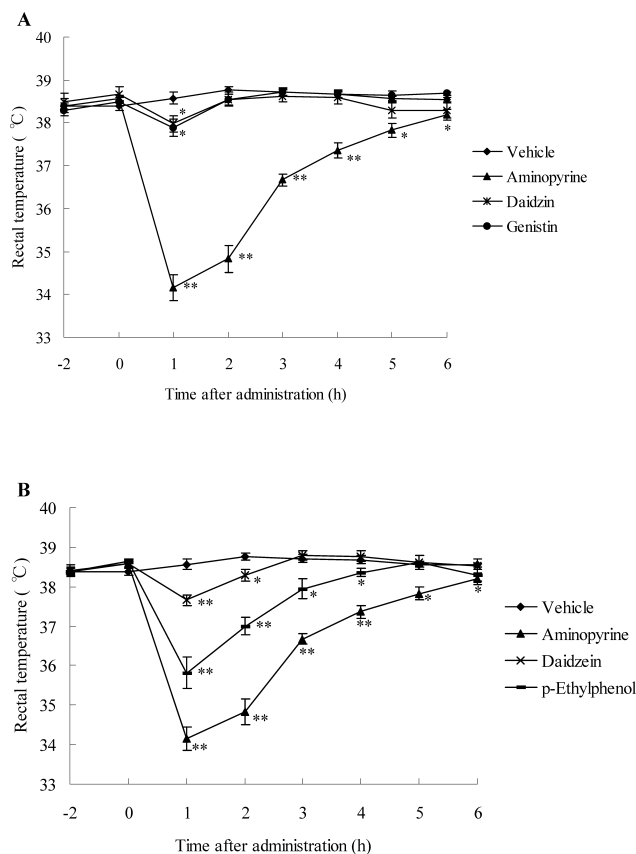 A
40
39
38
37
36
35
34
33
Rectal temperature ( ℃)
*
*
** ** ** ** * *
-2 0 1 2 3 4 5 6
Time after administration (h)
Vehicle
Aminopyrine
Daidzin
Genistin
B
40
39
38
37
36
35
34
33
Rectal temperature ( ℃)
** *
** ** * *
** ** ** ** * *
-2 0 1 2 3 4 5 6
Time after administration (h)
Vehicle
Aminopyrine
Daidzein
p-Ethylphenol